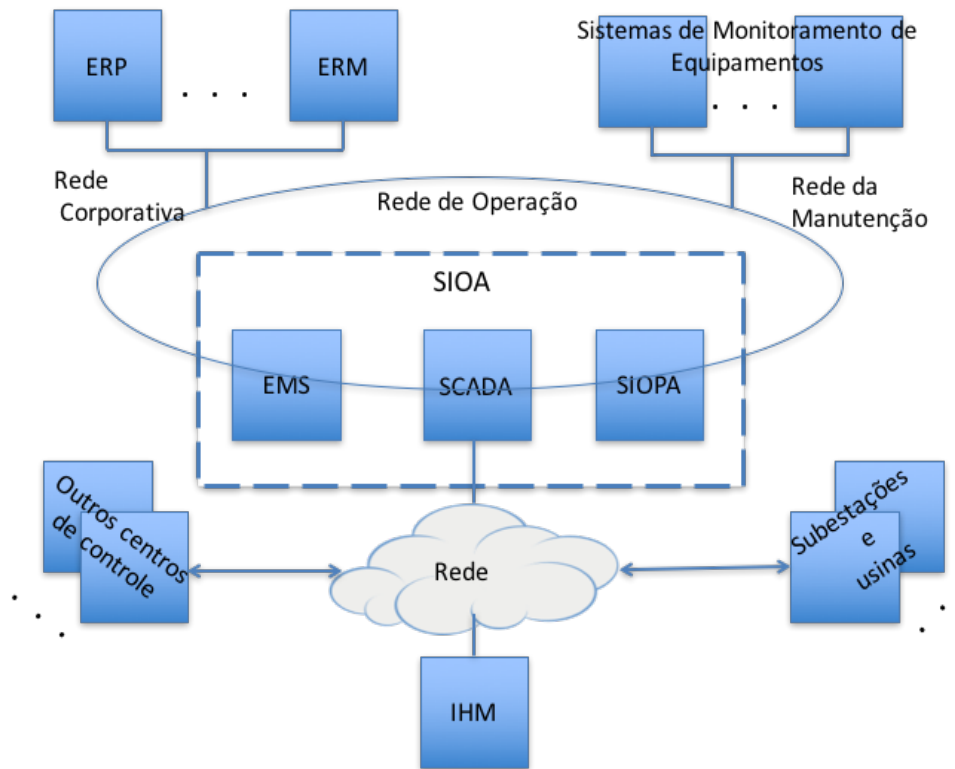 ERP
ERM
Sistemas de Monitoramento de
Equipamentos
. . .
. . .
Rede
Corporativa
Rede de Operação
Rede da
Manutenção
SIOA
EMS
SCADA
SIOPA
Outros centros
de controle
Rede
Subestações
e
usinas
IHM